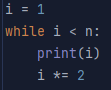 i = 1
while i < n:
    print(i)
    i *= 2